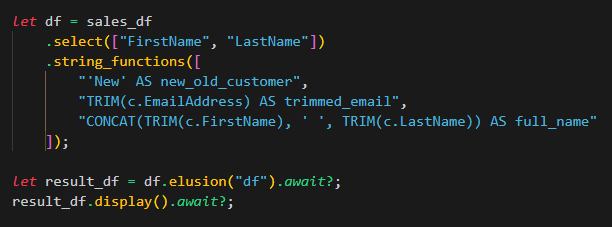 let df = sales_df
.select(["FirstName", "LastName"])
.string_functions([
"'New' AS new_old_customer",
"TRIM(c.EmailAddress) AS trimmed_email",
"CONCAT(TRIM(c.FirstName), ' ', TRIM(c.LastName)) AS full_name"
]);
let result_df = df.elusion("df").await?;
result_df.display().await?;